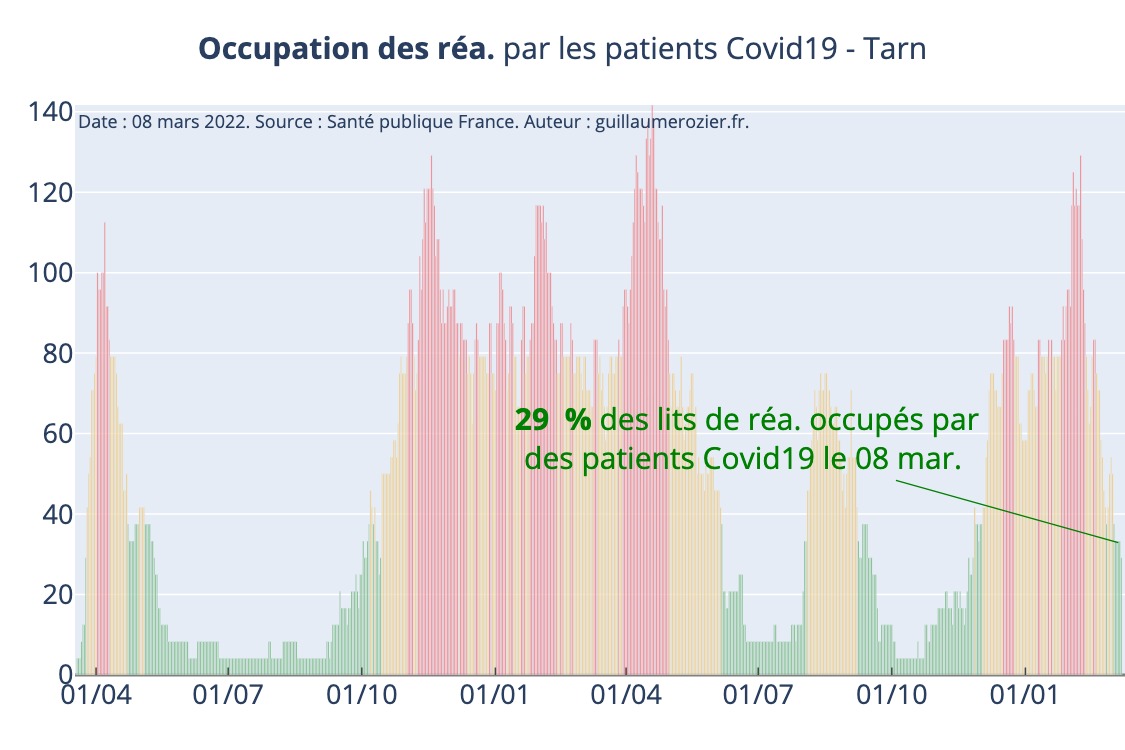 Occupation des réa. par les patients Covid19 - Tarn
140
Date : 08 mars 2022. Source : Santé publique France. Auteur : guillaumerozier.fr.
120
100
80
60
29 % des lits de réa. occupés par
des patients Covid19 le 08 mar.
40
20
0
01/04 01/07 01/10 01/01 01/04 01/07 01/10 01/01